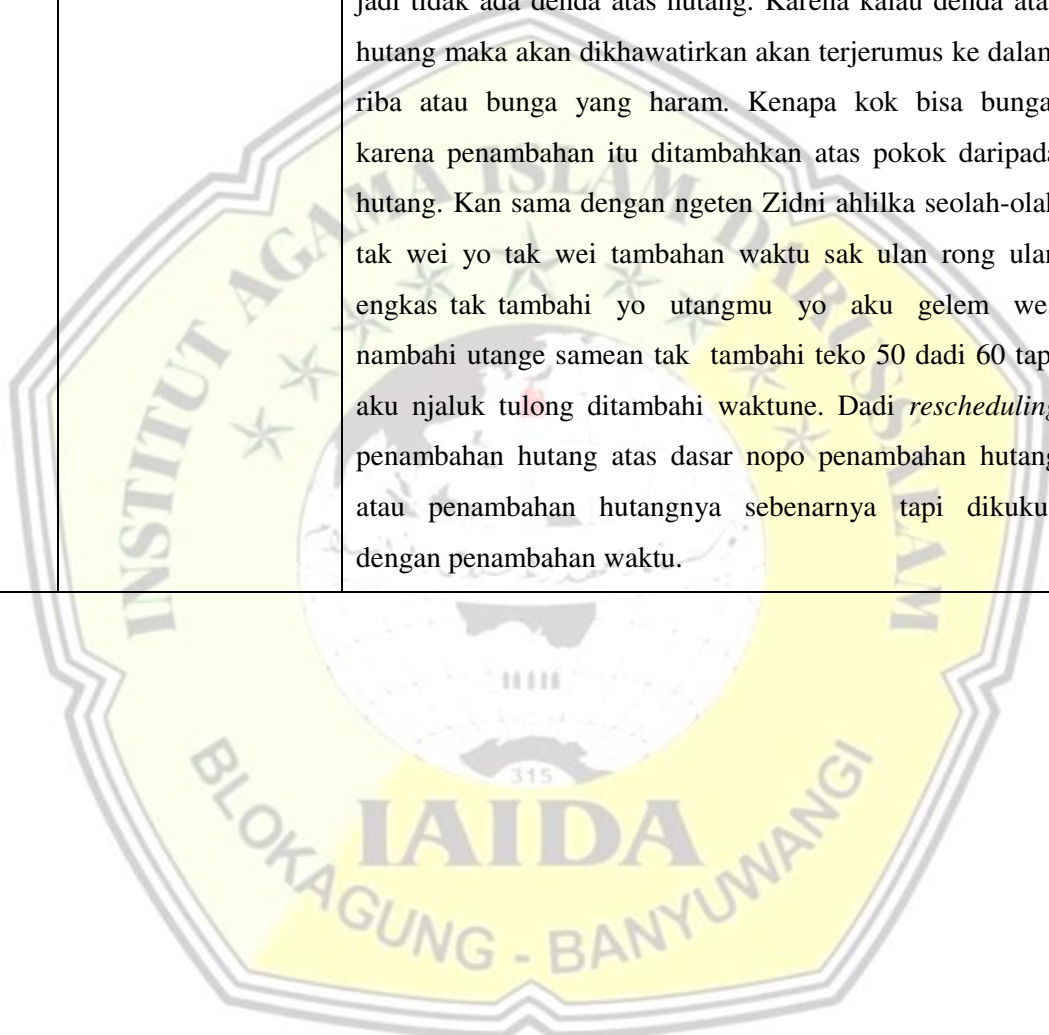 jadi tidak ada denda atas hutang. Karena kalau denda ata
hutang maka akan dikhawatirkan akan terjerumus ke dalam
riba atau bunga yang haram. Kenapa kok bisa bunga
karena penambahan itu ditambahkan atas pokok daripada
hutang. Kan sama dengan ngeten Zidni ahlilka seolah-olah
tak wei yo tak wei tambahan waktu sak ulan rong ulan
engkas tak tambahi yo utangmu yo aku gelem we
nambahi utange samean tak tambahi teko 50 dadi 60 tap
aku njaluk tulong ditambahi waktune. Dadi rescheduling
penambahan hutang atas dasar nopo penambahan hutang
atau penambahan hutangnya sebenarnya tapi dikuku
dengan penambahan waktu.
INSTITUT AGAMA ISLAM DARUSSALAM
315
IAIDA
BLOKAGUNG - BANYUWANGI